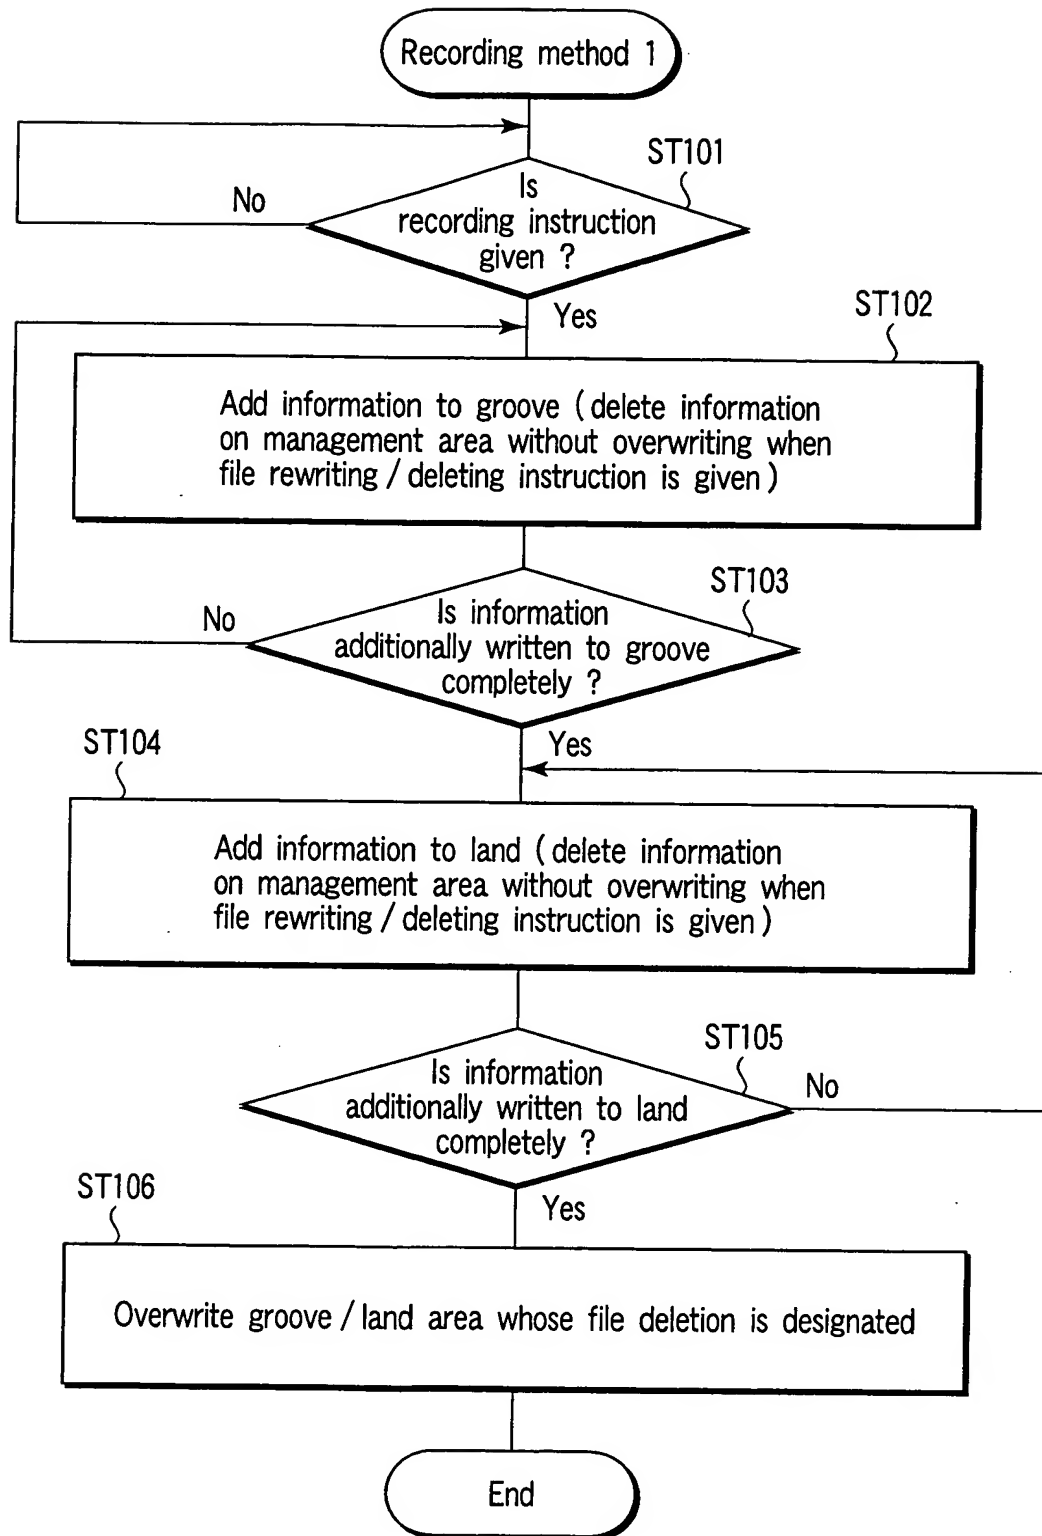 Recording method 1
ST101
No
Is
recording instruction
given ?
Yes
ST102
Add information to groove ( delete information
on management area without overwriting when
file rewriting / deleting instruction is given )
ST103
No
Is information
additionally written to groove
completely ?
Yes
ST104
Add information to land ( delete information
on management area without overwriting when
file rewriting / deleting instruction is given )
ST105
Is information
additionally written to land
completely ?
No
Yes
ST106
Overwrite groove / land area whose file deletion is designated
End